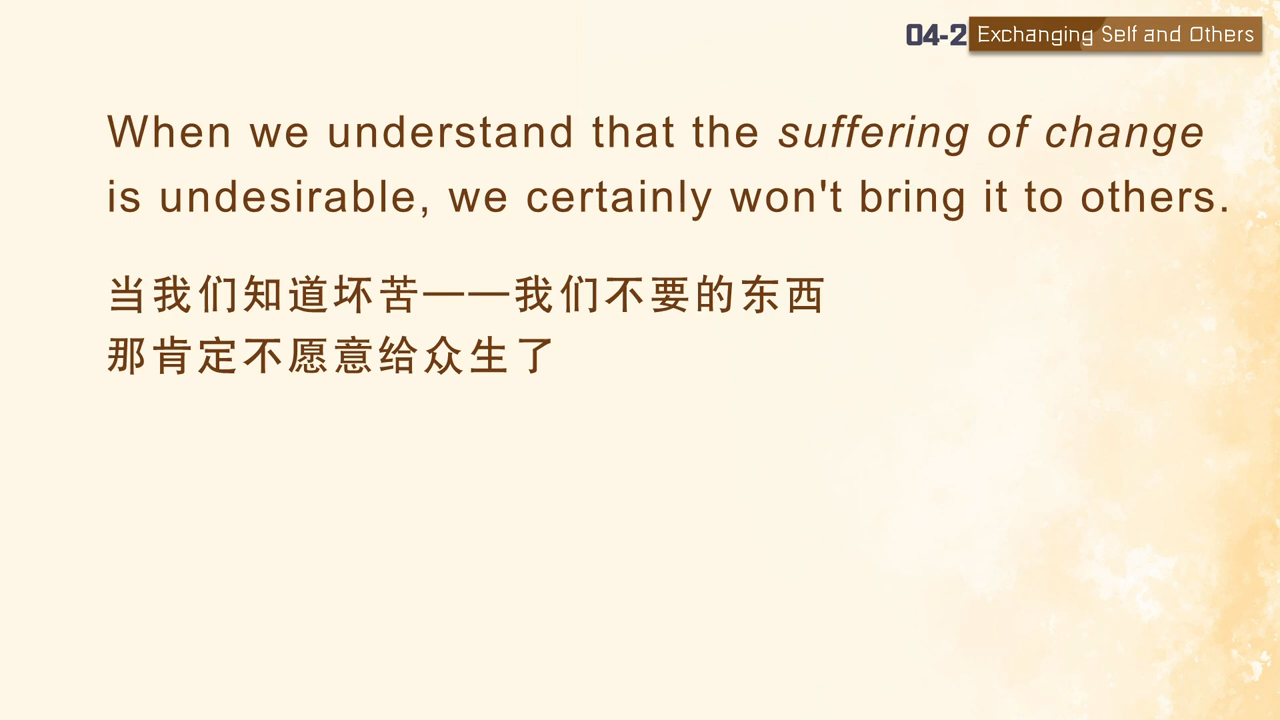 04-2 Exchanging Self and Others
When we understand that the suffering of change
is undesirable, we certainly won't bring it to others.
当我们知道坏苦——我们不要的东西
那肯定不愿意给众生了